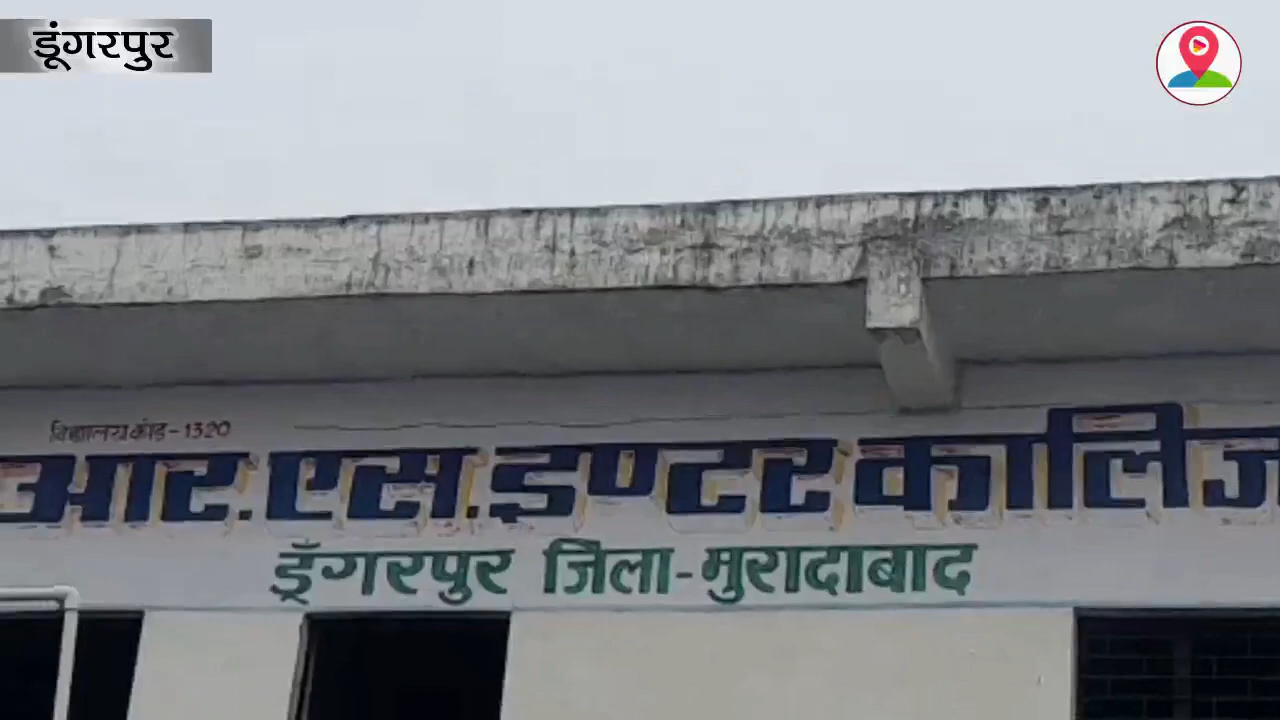 डूंगरपुर
विद्यालय कोड-1320
आर.एस.इण्टर कालिज
डूँगरपुर जिला-मुरादाबाद